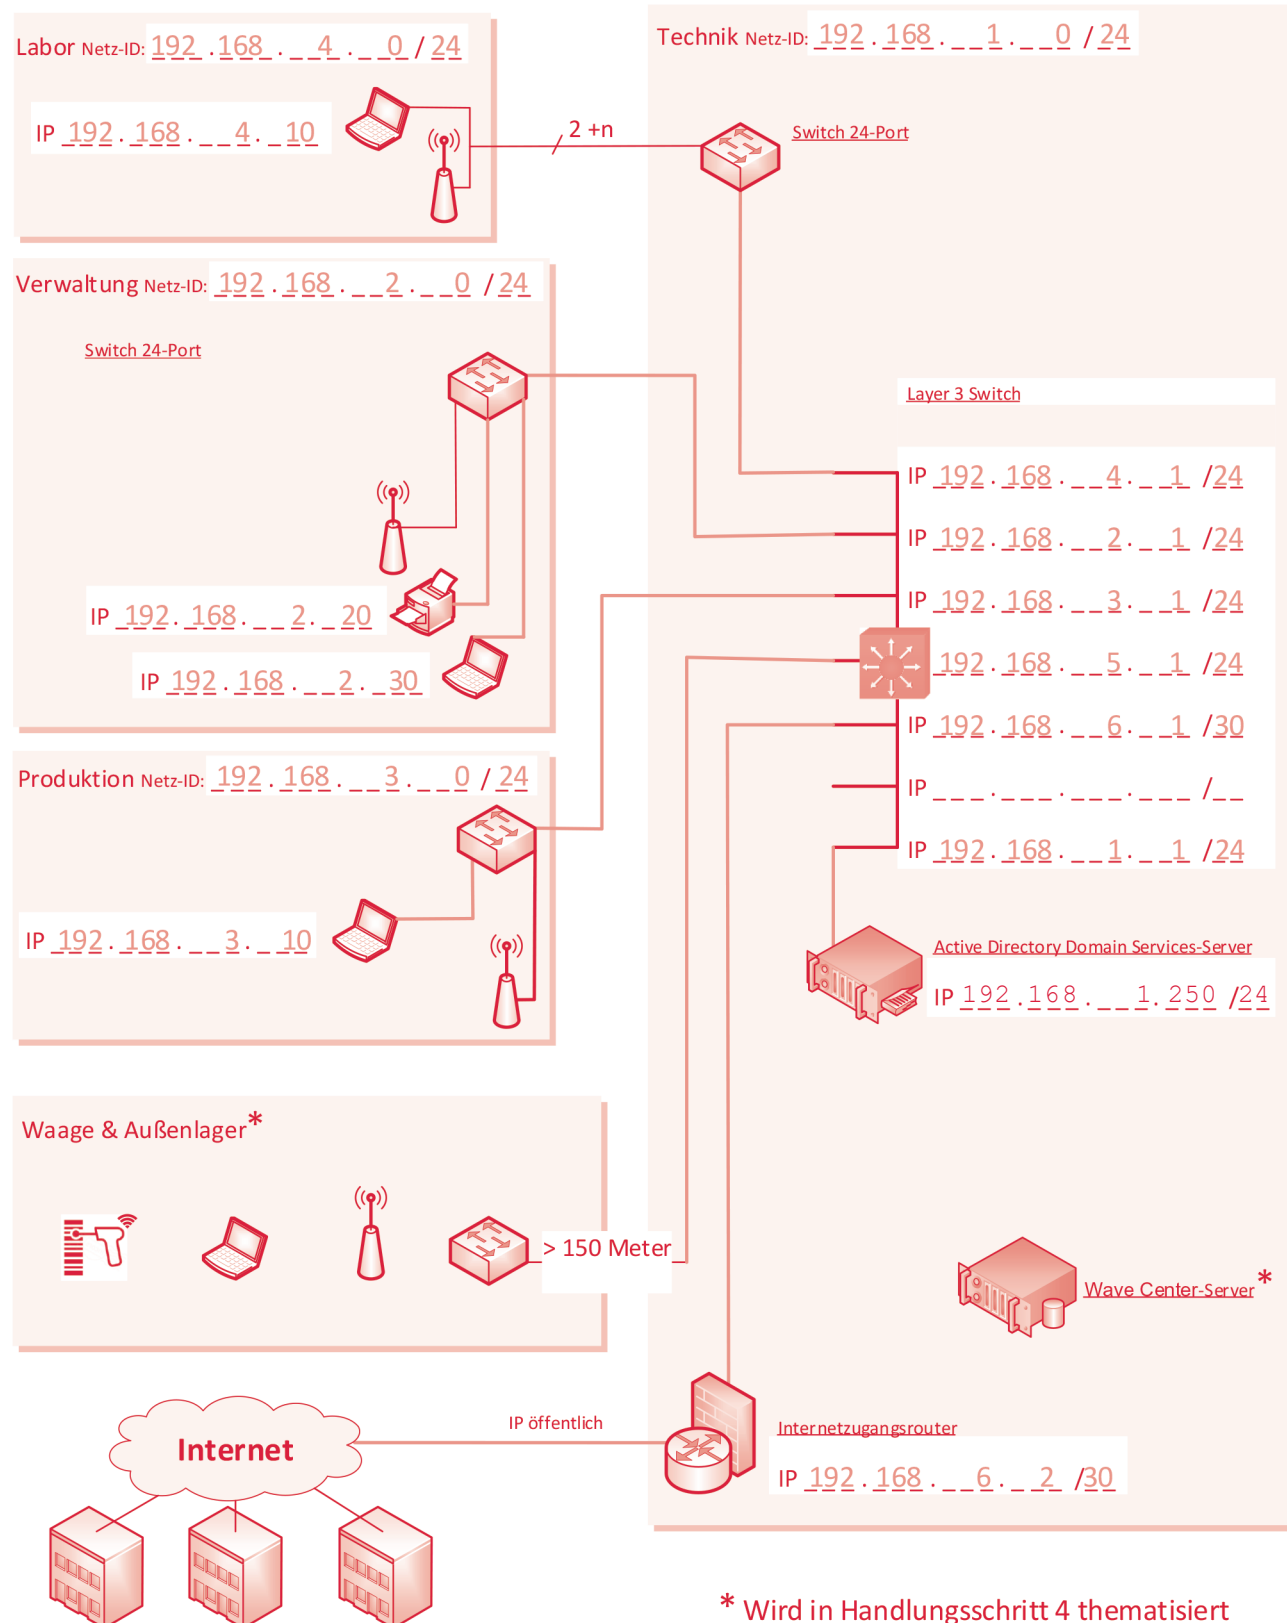 Labor Netz-ID: 192 .168 . 4 . 0 / 24
IP 192 . 168 . 4 . 10
2 +n
Technik Netz-ID: 192 . 168 . 1 . 0 / 24
Switch 24-Port
Verwaltung Netz-ID: 192 . 168 . 2 . 0 / 24
Switch 24-Port
IP 192 . 168 . 2 . 20
IP 192 . 168 . 2 . 30
Layer 3 Switch
IP 192 . 168 . 4 . 1 /24
IP 192 . 168 . 2 . 1 /24
IP 192 . 168 . 3 . 1 /24
192 . 168 . 5 . 1 /24
IP 192 . 168 . 6 . 1 /30
IP _ _ _ . _ _ _ . _ _ _ . _ _ _ /_ _
IP 192 . 168 . 1 . 1 /24
Produktion Netz-ID: 192 . 168 . 3 . 0 / 24
IP 192 . 168 . 3 . 10
Active Directory Domain Services-Server
IP 192 .168 . 1. 250 /24
Waage & Außenlager*
> 150 Meter
Wave Center-Server*
Internet
IP öffentlich
Internetzugangsrouter
IP 192 . 168 . 6 . 2 /30
* Wird in Handlungsschritt 4 thematisiert